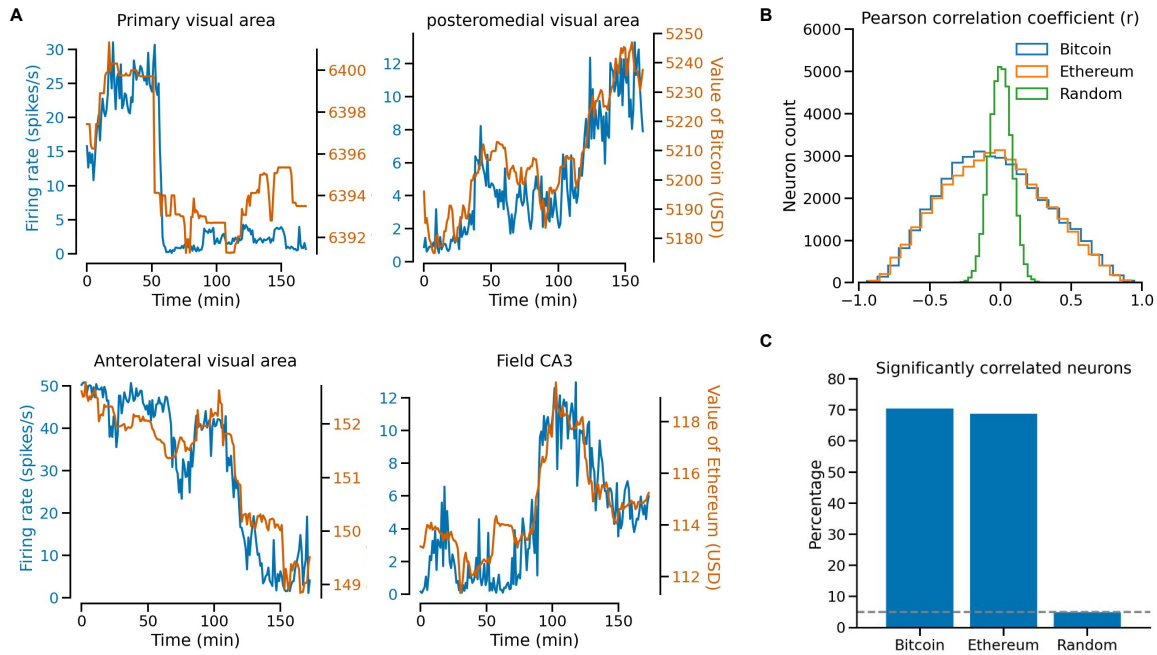 A
Primary visual area
Firing rate (spikes/s)
30
25
20
15
10
5
0
6400
6398
6396
6394
6392
0 50 100 150
Time (min)
posteromedial visual area
12
10
8
6
4
2
0
5250
5240
5230
5220
5210
5200
5190
5180
Value of Bitcoin (USD)
0 50 100 150
Time (min)
Anterolateral visual area
Firing rate (spikes/s)
50
40
30
20
10
0
152
151
150
149
0 50 100 150
Time (min)
Field CA3
12
10
8
6
4
2
0
118
116
114
112
Value of Ethereum (USD)
0 50 100 150
Time (min)
B
Pearson correlation coefficient (r)
Neuron count
6000
5000
4000
3000
2000
1000
0
Bitcoin
Ethereum
Random
−1.0 −0.5 0.0 0.5 1.0
C
Significantly correlated neurons
Percentage
80
70
60
50
40
30
20
10
0
Bitcoin Ethereum Random